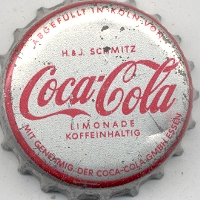 ABGEFÜLLT IN KÖLN VON
H.& J. SCHMITZ
Coca-Cola
LIMONADE
KOFFEINHALTIG
MIT GENEHMIG. DER COCA-COLA GMBH. ESSEN